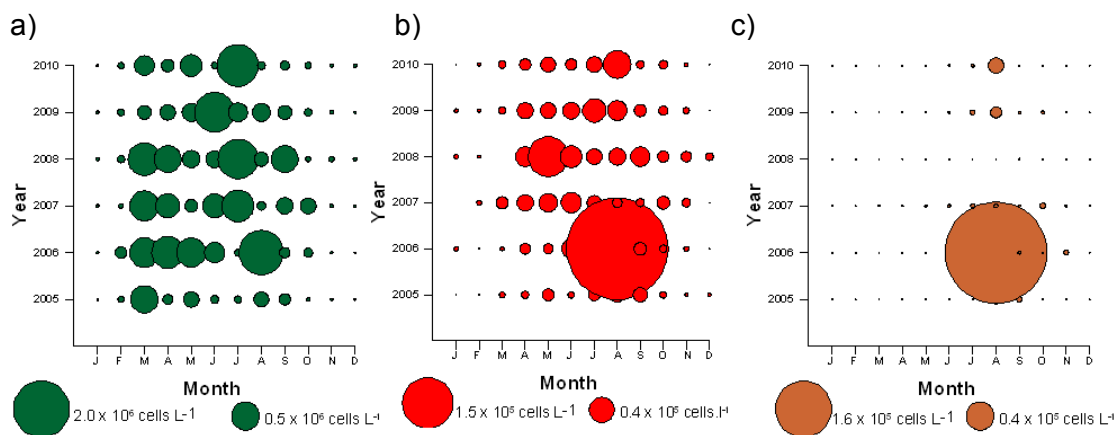 a)
2010
2009
2008
2007
2006
2005
Year
J F M A M J J A S O N D
Month
2.0 x 10⁶ cells L⁻¹
0.5 x 10⁶ cells L⁻¹
b)
2010
2009
2008
2007
2006
2005
Year
J F M A M J J A S O N D
Month
1.5 x 10⁵ cells L⁻¹
0.4 x 10⁵ cells.l⁻¹
c)
2010
2009
2008
2007
2006
2005
Year
J F M A M J J A S O N D
Month
1.6 x 10⁵ cells L⁻¹
0.4 x 10⁵ cells L⁻¹